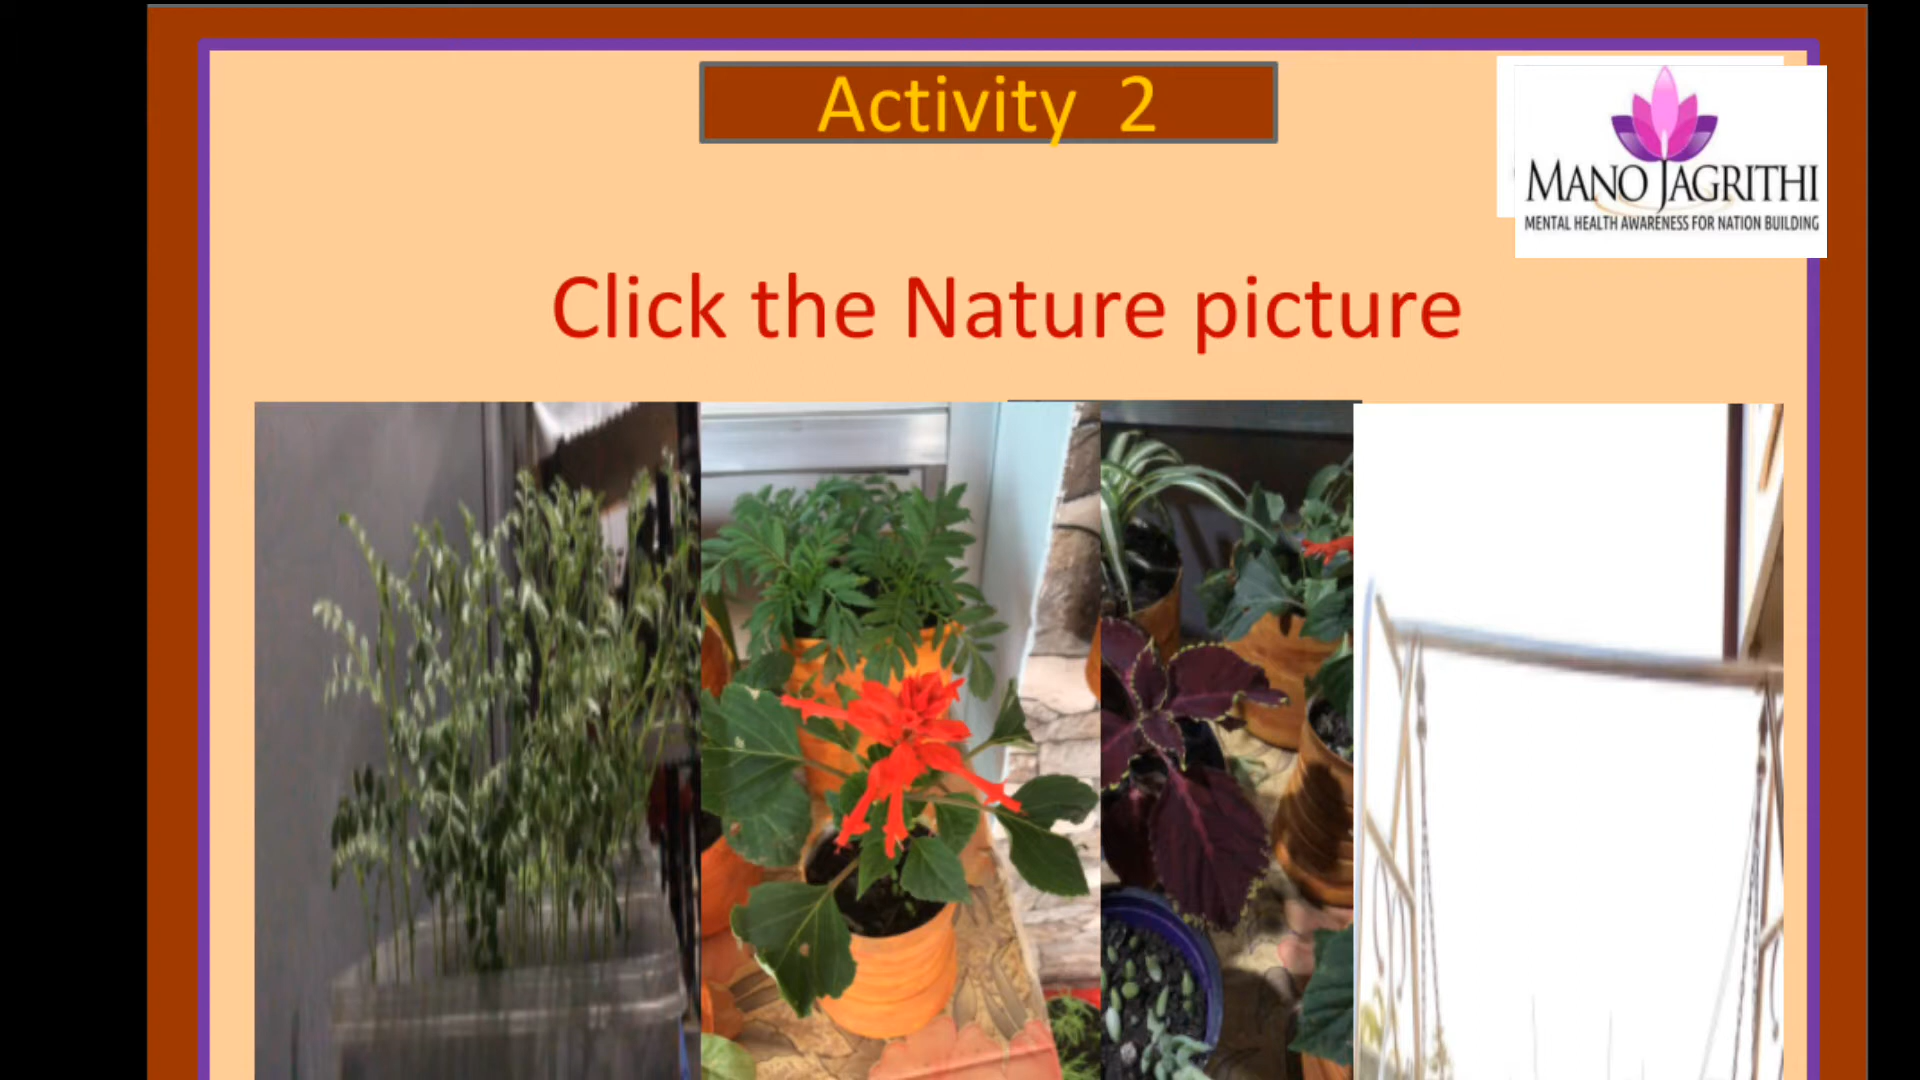 Activity 2
MANO JAGRITHI
MENTAL HEALTH AWARENESS FOR NATION BUILDING
Click the Nature picture